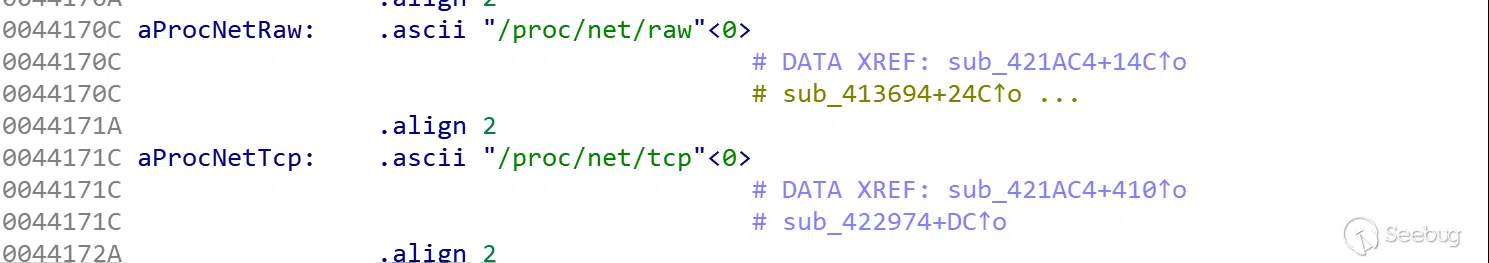 0044170A .align 2
0044170C aProcNetRaw: .ascii "/proc/net/raw"<0>
0044170C # DATA XREF: sub_421AC4+14C↑o
0044170C # sub_413694+24C↑o ...
0044171A .align 2
0044171C aProcNetTcp: .ascii "/proc/net/tcp"<0>
0044171C # DATA XREF: sub_421AC4+410↑o
0044171C # sub_422974+DC↑o
0044172A .align 2
Seebug